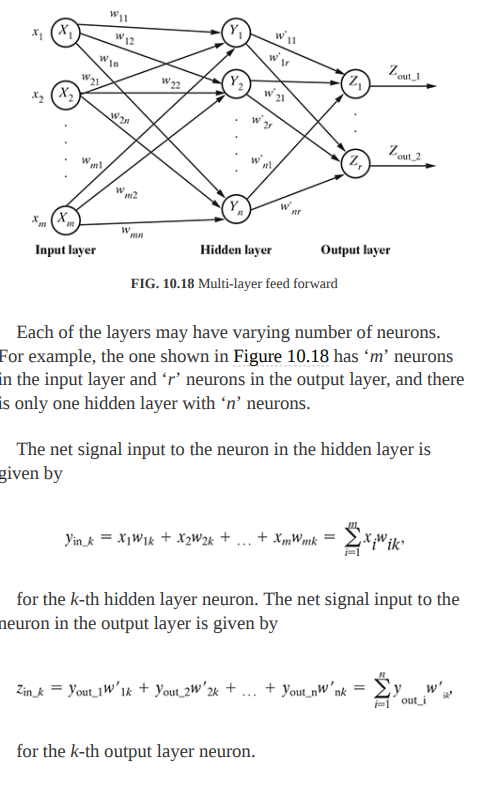 w11
w12
w1n
x1 X1
Y1
w'11
w'1r
w21
w22
x2 X2
Y2
w'21
Z1
Zout_1
w2n
w'2r
wm1
w'n1
Zr
Zout_2
wm2
xm Xm
Yn
w'nr
wmn
Input layer Hidden layer Output layer
FIG. 10.18 Multi-layer feed forward
Each of the layers may have varying number of neurons.
For example, the one shown in Figure 10.18 has ‘m’ neurons
in the input layer and ‘r’ neurons in the output layer, and there
is only one hidden layer with ‘n’ neurons.
The net signal input to the neuron in the hidden layer is
given by
yin_k = x1w1k + x2w2k + ... + xmwmk = ∑_{i=1}^{m} xiwik,
for the k-th hidden layer neuron. The net signal input to the
neuron in the output layer is given by
zin_k = yout_1w'1k + yout_2w'2k + ... + yout_nw'nk = ∑_{i=1}^{n} yout_i w'ik,
for the k-th output layer neuron.